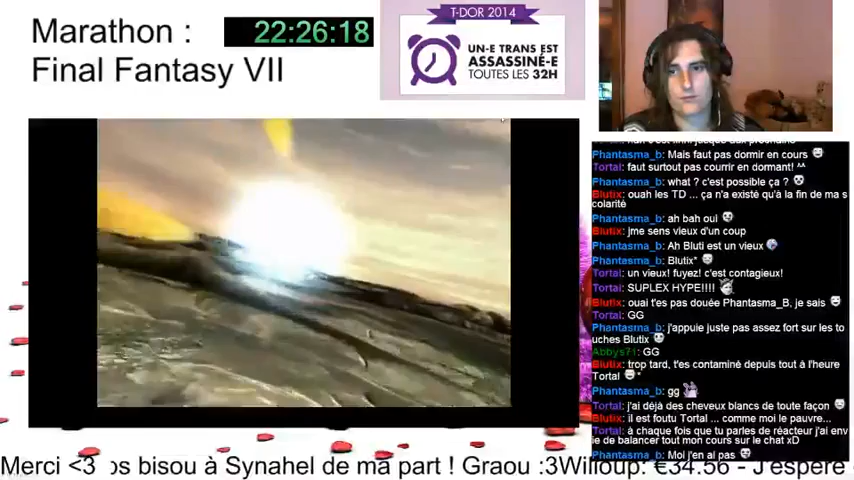 Marathon :
22:26:18
Final Fantasy VII
T-DOR 2014
UN-E TRANS EST
ASSASSINÉ-E
TOUTES LES 32H
Phantasma_b: Mais faut pas dormir en cours
Tortal: faut surtout pas courrir en dormant! ^^
Phantasma_b: what ? c'est possible ça ?
Blutix: ouah les TD ... ça n'a existé qu'à la fin de ma s
colarité
Phantasma_b: ah bah oui
Blutix: jme sens vieux d'un coup
Phantasma_b: Ah Bluti est un vieux
Phantasma_b: Blutix*
Tortal: un vieux! fuyez! c'est contagieux!
Tortal: SUPLEX HYPE!!!!
Blutix: ouai t'es pas douée Phantasma_B, je sais
Tortal: GG
Phantasma_b: j'appuie juste pas assez fort sur les to
uches Blutix
Abbys71: GG
Blutix: trop tard, t'es contaminé depuis tout à l'heure
Tortal *
Phantasma_b: gg
Tortal: j'ai déjà des cheveux blancs de toute façon
Blutix: il est foutu Tortal ... comme moi le pauvre...
Tortal: à chaque fois que tu parles de réacteur j'ai env
ie de balancer tout mon cours sur le chat xD
Phantasma_b: Moi j'en ai pas
Merci <3 os bisou à Synahel de ma part ! Graou :3Willoup: €34.56 - J'espère